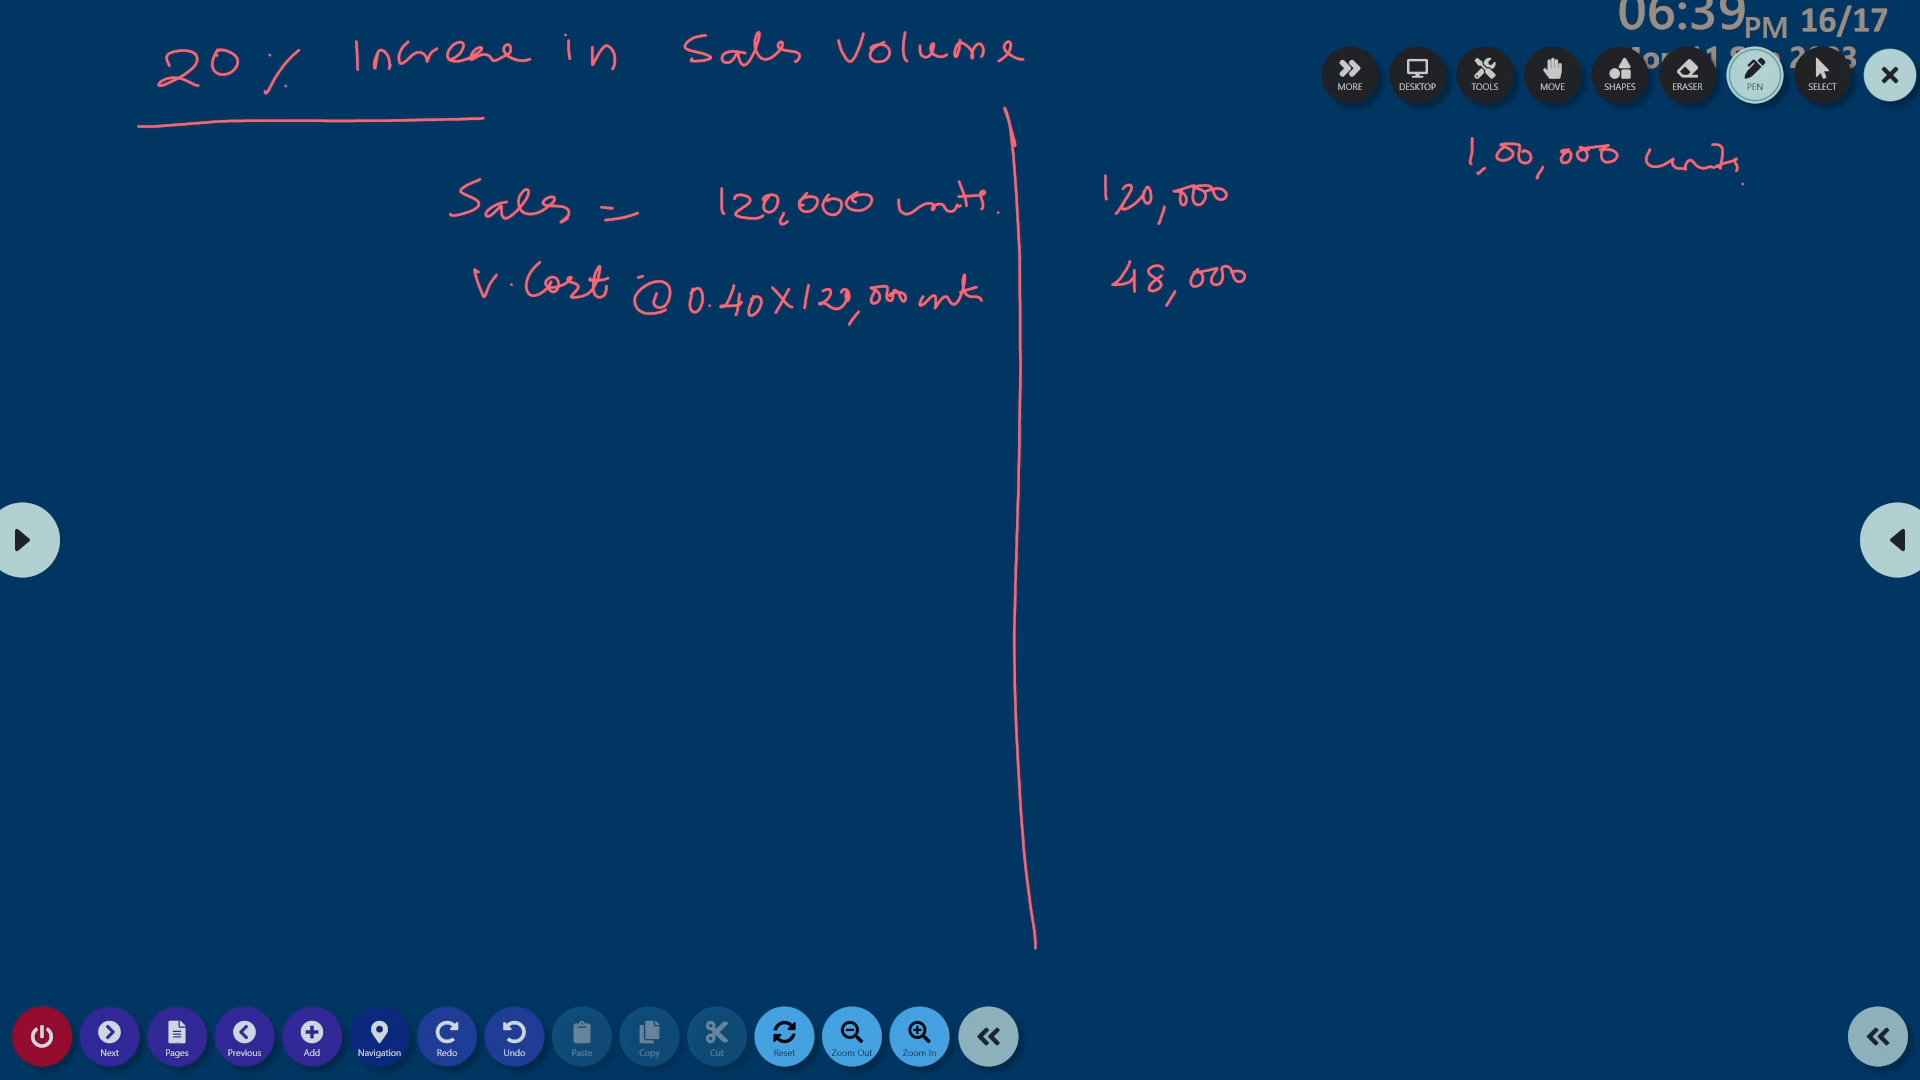 06:39 PM 16/17
20% Increase in Sales Volume
MORE DESKTOP TOOLS MOVE SHAPES ERASER PEN SELECT
1,00,000 units.
Sales = 120,000 units. 120,000
V. Cost @ 0.40 X 120,000 units 48,000
Next Pages Previous Add Navigation Redo Undo Paste Copy Cut Reset Zoom Out Zoom In